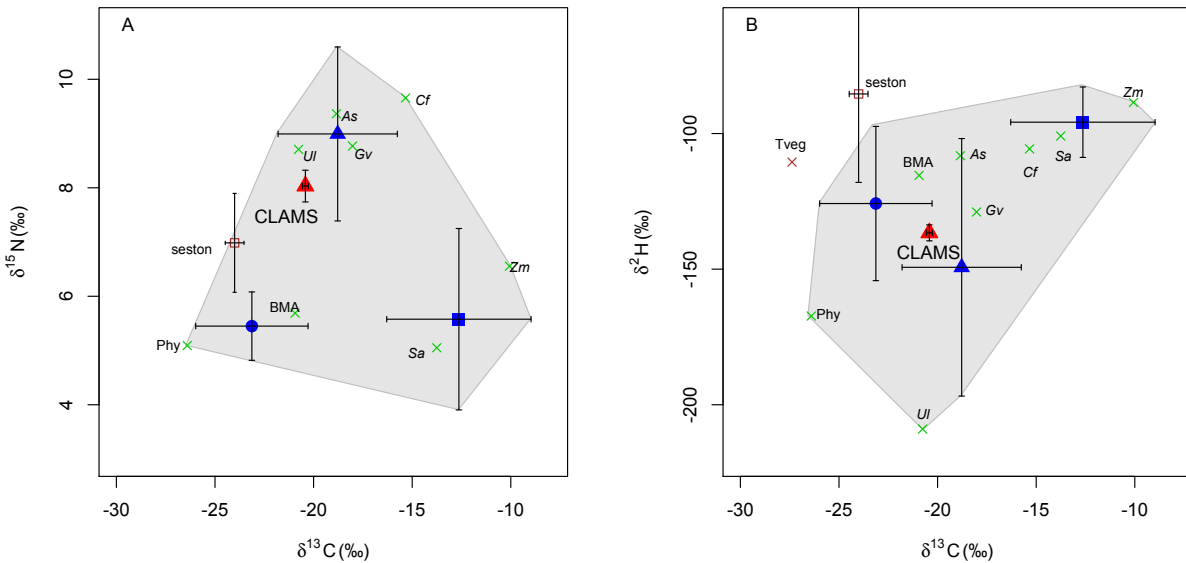 A
10
8
6
4
δ15N(‰)
Cf
As
Ul
Gv
CLAMS
seston
Zm
BMA
Phy
Sa
-30
-25
-20
-15
-10
δ13C(‰)
B
-100
-150
-200
δ2H(‰)
seston
Zm
Tveg
BMA
As
Cf
Sa
Gv
CLAMS
Phy
Ul
-30
-25
-20
-15
-10
δ13C(‰)